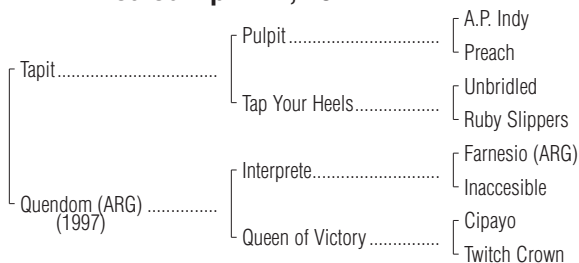 Pulpit........................................
A.P. Indy
Preach
Tapit..........................................
Tap Your Heels......................
Unbridled
Ruby Slippers
Interprete.................................
Farnesio (ARG)
Inaccesible
Quendom (ARG) ..................
(1997)
Queen of Victory ..................
Cipayo
Twitch Crown